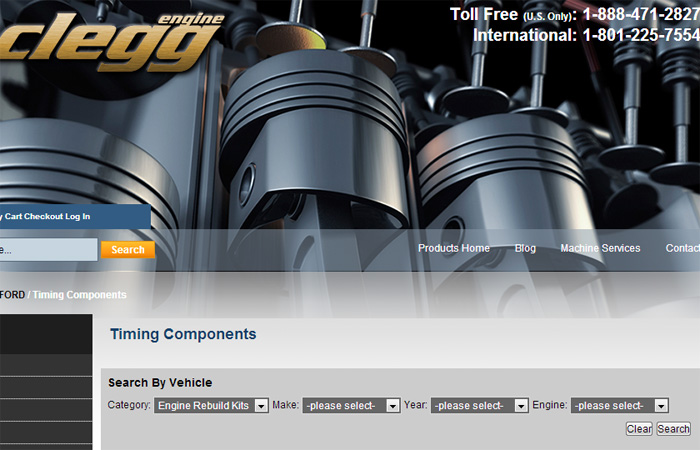 engine
clegg
Toll Free (U.S. Only): 1-888-471-2827
International: 1-801-225-7554
y Cart Checkout Log In
e... Search
Products Home Blog Machine Services Contac
FORD / Timing Components
Timing Components
Search By Vehicle
Category: Engine Rebuild Kits Make: -please select- Year: -please select- Engine: -please select-
Clear Search